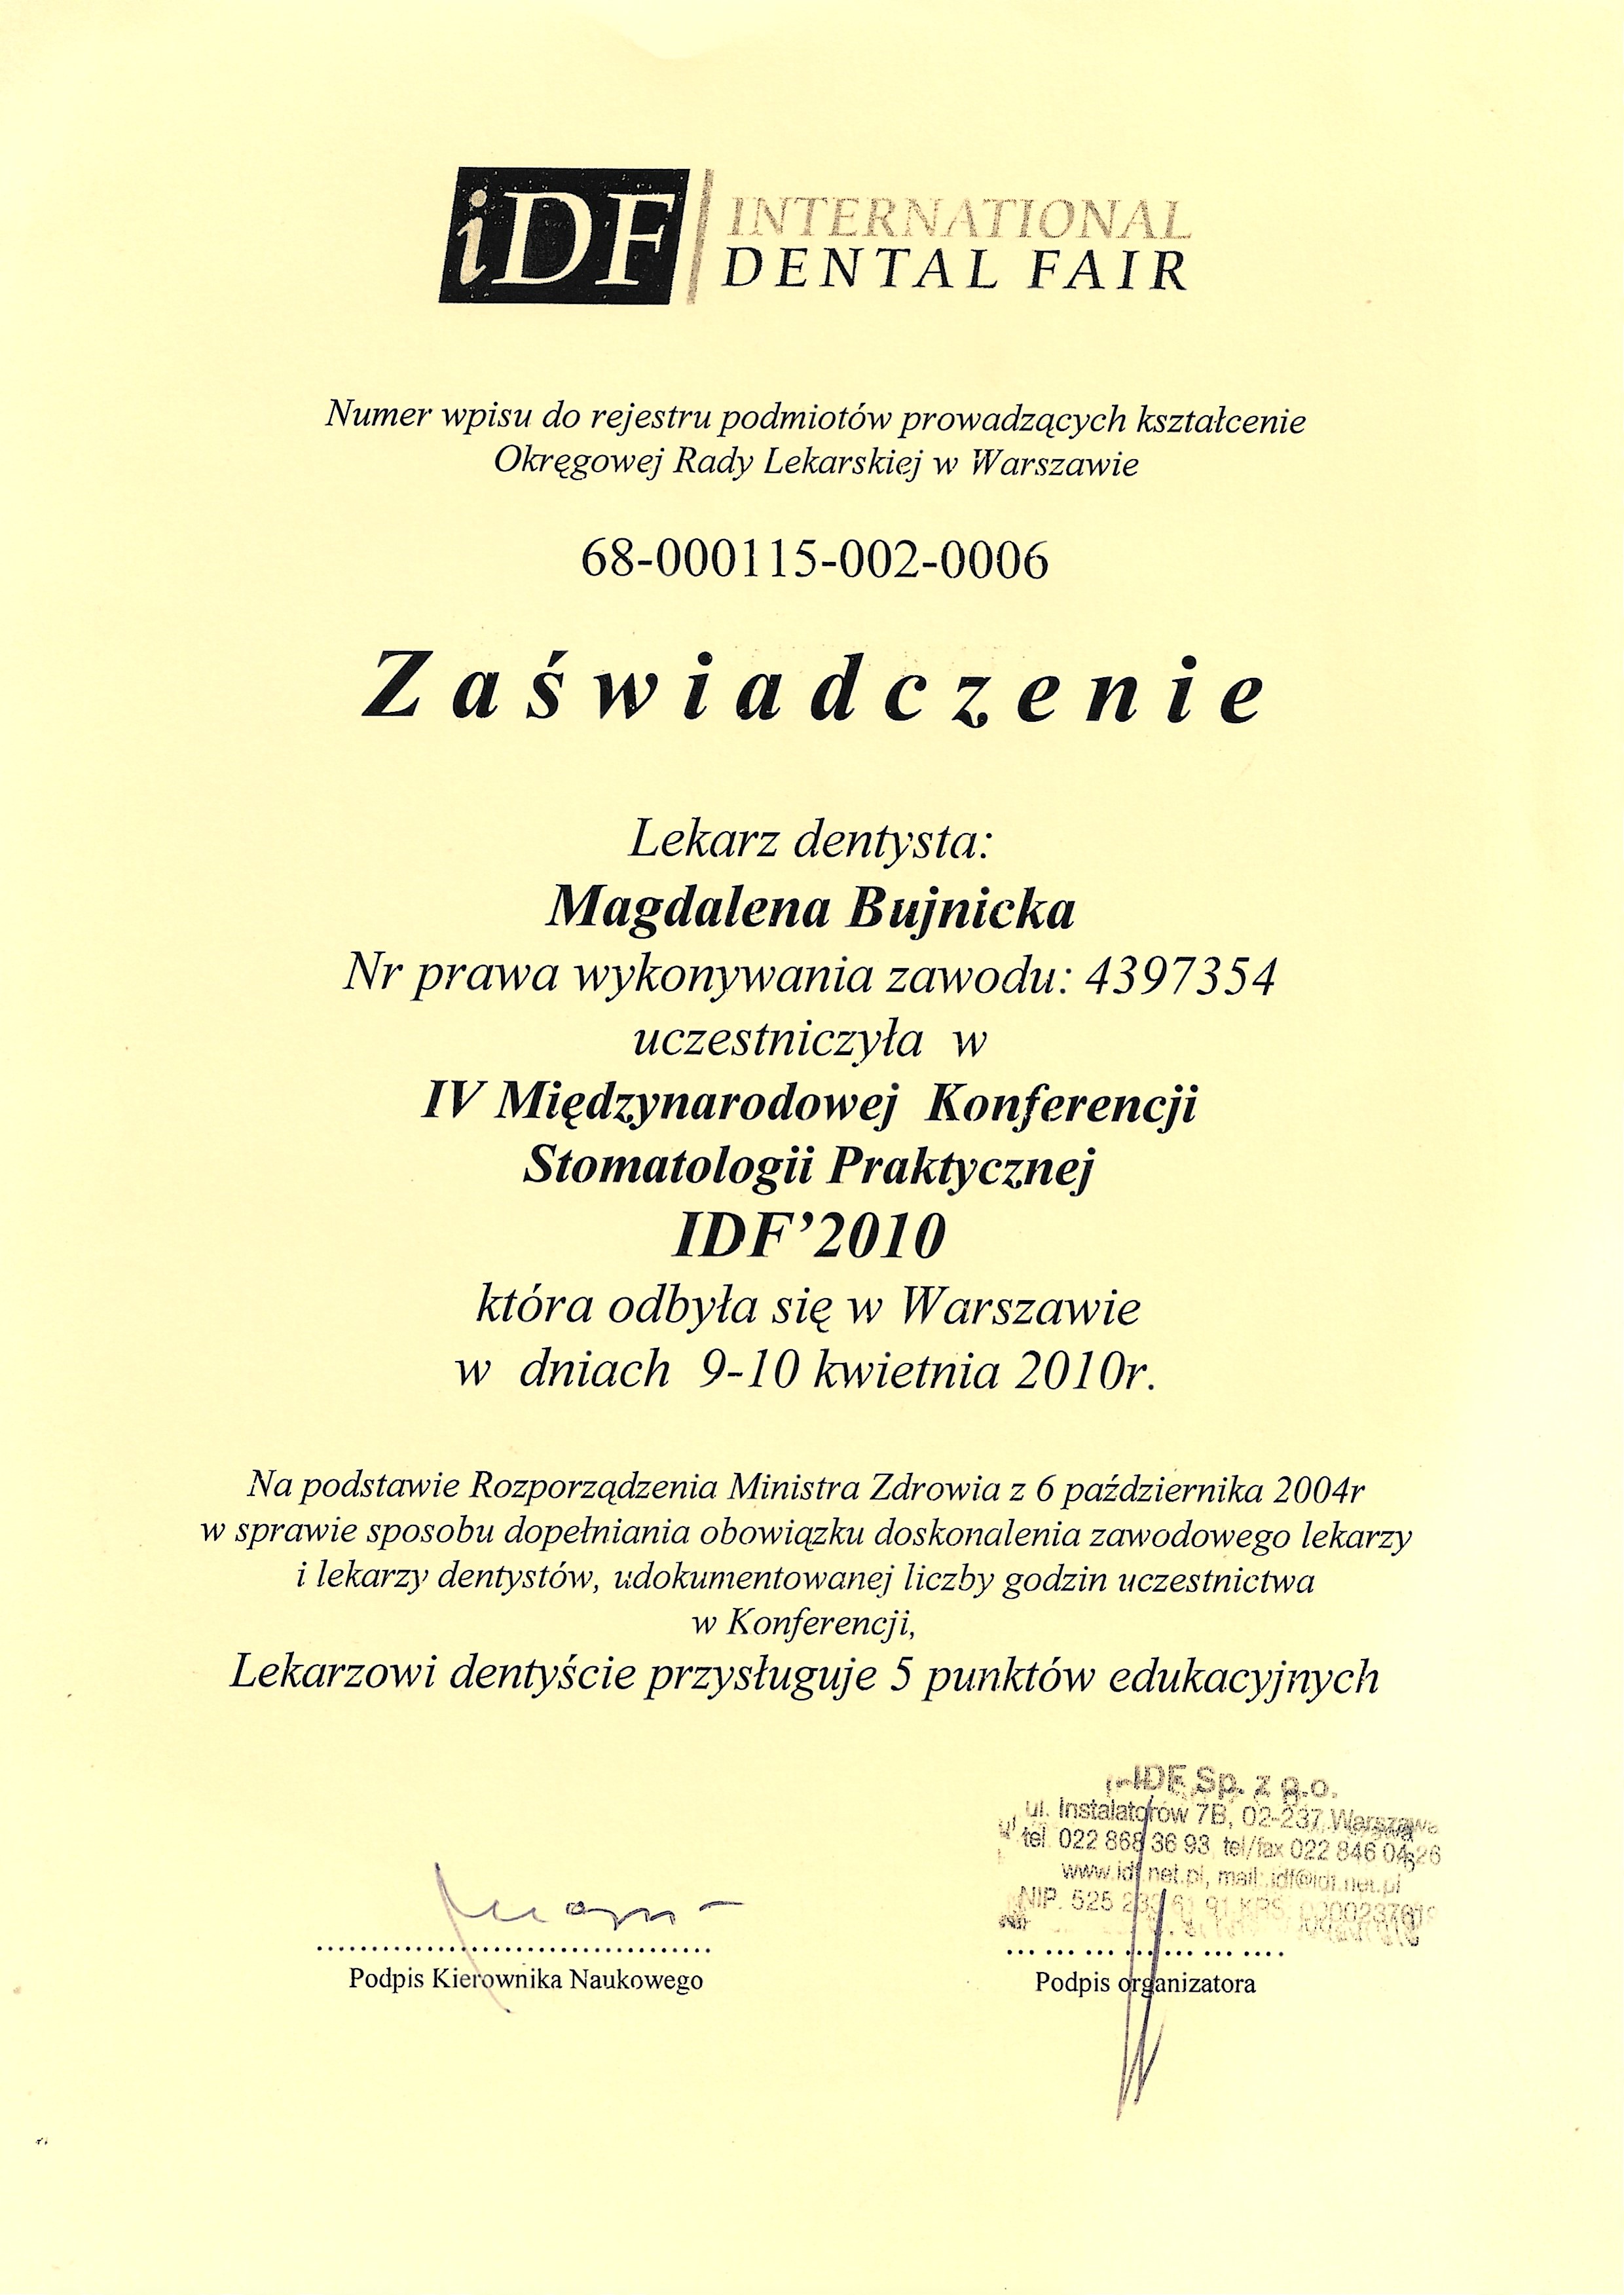 iDF INTERNATIONAL
DENTAL FAIR
Numer wpisu do rejestru podmiotów prowadzących kształcenie
Okręgowej Rady Lekarskiej w Warszawie
68-000115-002-0006
Zaświadczenie
Lekarz dentysta:
Magdalena Bujnicka
Nr prawa wykonywania zawodu: 4397354
uczestniczyła w
IV Międzynarodowej Konferencji
Stomatologii Praktycznej
IDF'2010
która odbyła się w Warszawie
w dniach 9-10 kwietnia 2010r.
Na podstawie Rozporządzenia Ministra Zdrowia z 6 października 2004r
w sprawie sposobu dopełniania obowiązku doskonalenia zawodowego lekarzy
i lekarzy dentystów, udokumentowanej liczby godzin uczestnictwa
w Konferencji,
Lekarzowi dentyście przysługuje 5 punktów edukacyjnych
IDF Sp. z o.o.
ul. Instalatorów 7B, 02-237 Warszawa
tel. 022 868 36 93, tel/fax 022 846 04 26
www.idf.net.pl, mail: idf@idf.net.pl
NIP. 525 61 91 KRS:
Podpis Kierownika Naukowego
Podpis organizatora